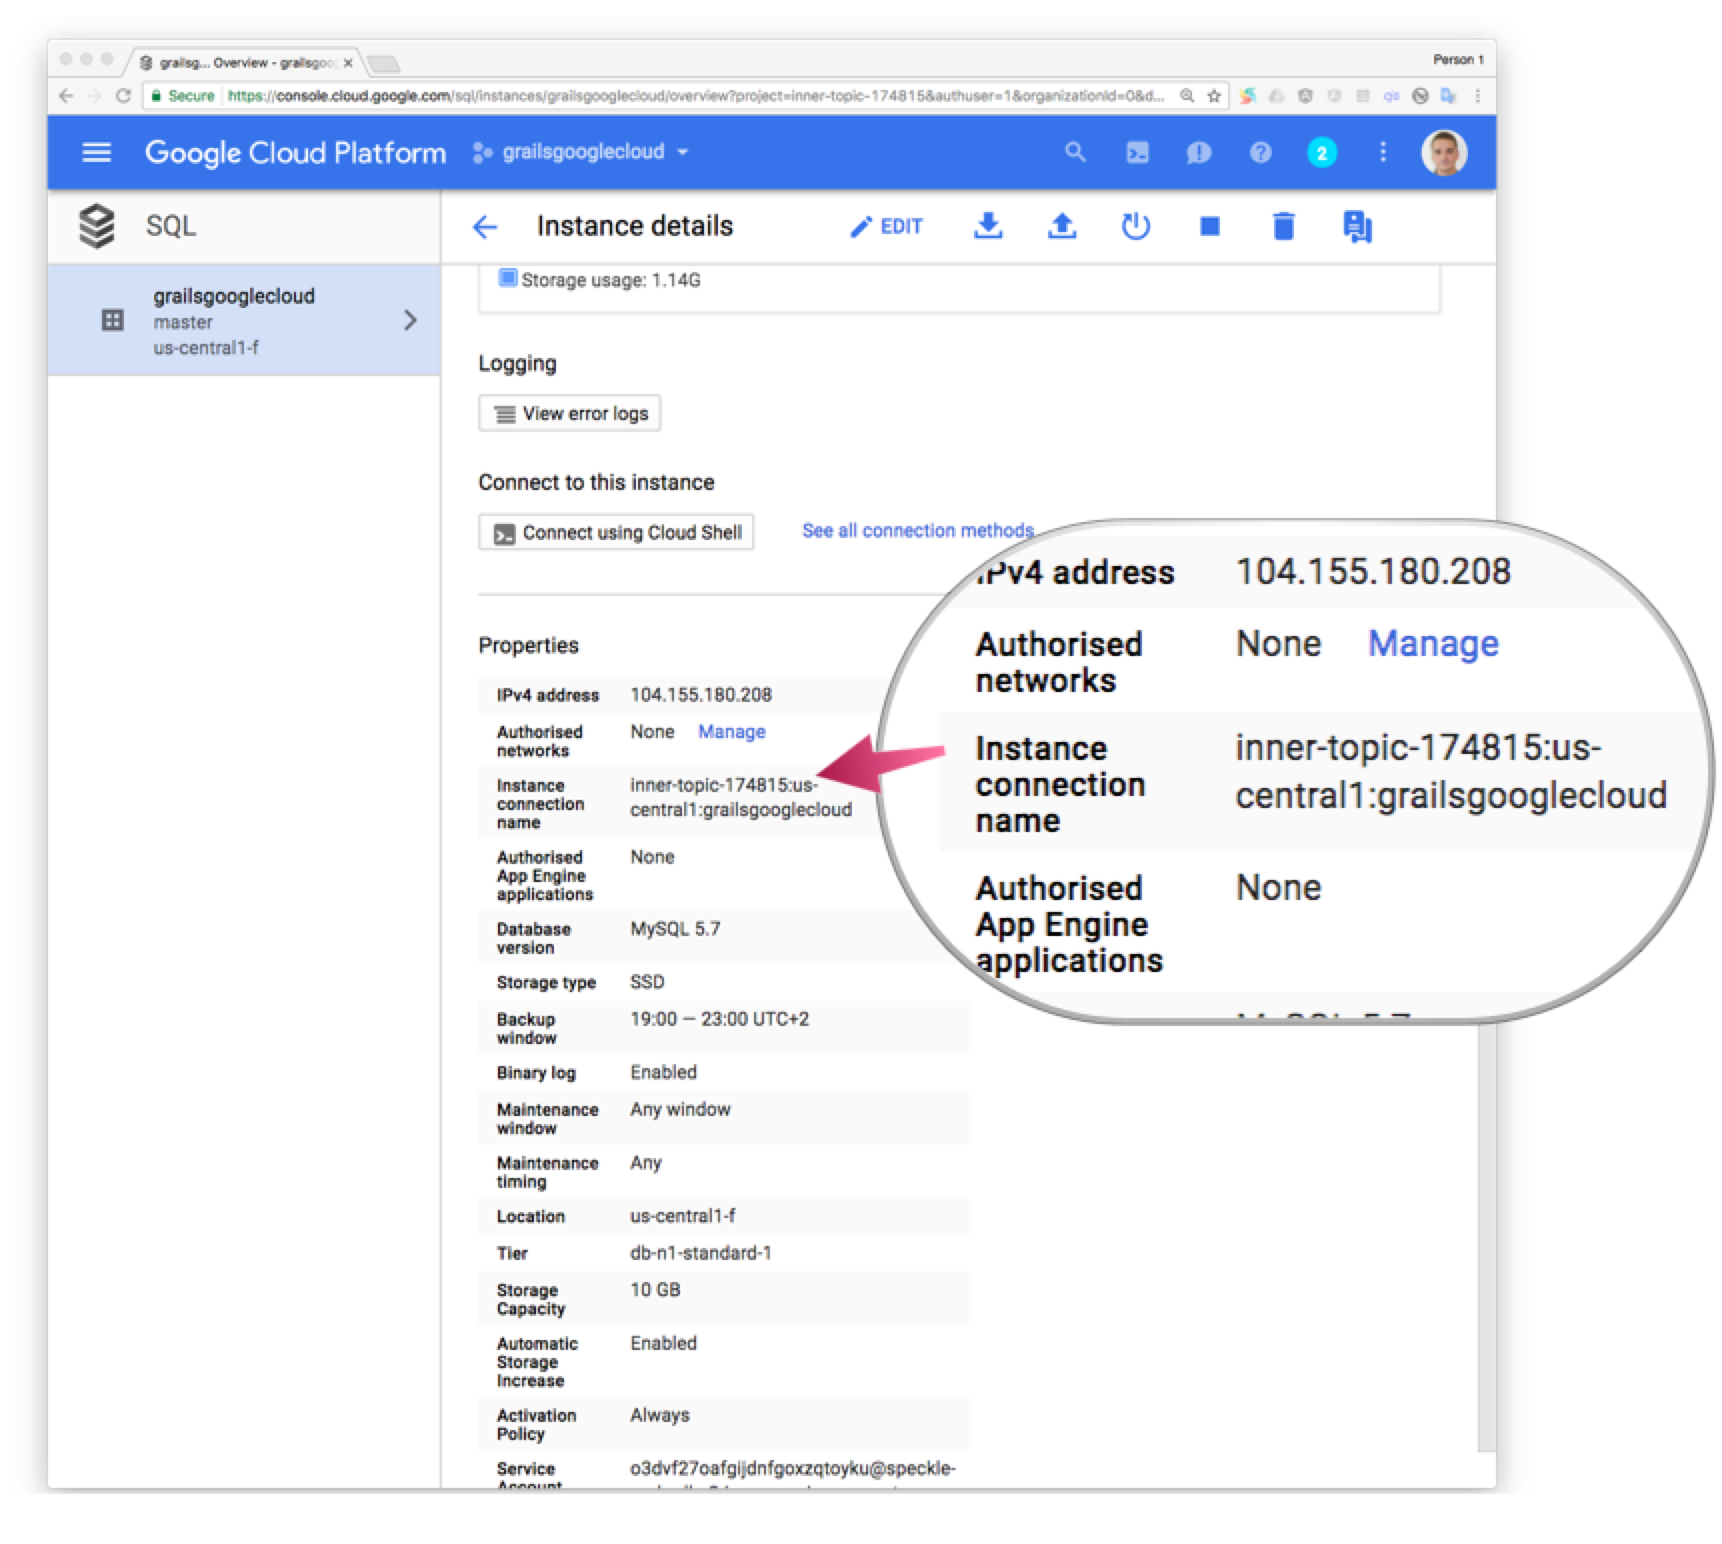 grailsg... Overview - grailsgoo
Person 1
Secure https://console.cloud.google.com/sql/instances/grailsgooglecloud/overview?project=inner-topic-174815&authuser=1&organizationId=0&d...
Google Cloud Platform grailsgooglecloud
2
SQL
Instance details
EDIT
grailsgooglecloud
master
us-central1-f
Storage usage: 1.14G
Logging
View error logs
Connect to this instance
Connect using Cloud Shell See all connection methods
Properties
IPv4 address 104.155.180.208
Authorised networks None Manage
Instance connection name inner-topic-174815:us-
central1:grailsgooglecloud
Authorised App Engine applications None
Database version MySQL 5.7
Storage type SSD
Backup window 19:00 — 23:00 UTC+2
Binary log Enabled
Maintenance window Any window
Maintenance timing Any
Location us-central1-f
Tier db-n1-standard-1
Storage Capacity 10 GB
Automatic Storage Increase Enabled
Activation Policy Always
Service Account o3dvf27oafgijdnfgoxzqtoyku@speckle-
IPv4 address 104.155.180.208
Authorised networks None Manage
Instance connection name inner-topic-174815:us-
central1:grailsgooglecloud
Authorised App Engine applications None
MySQL 5.7